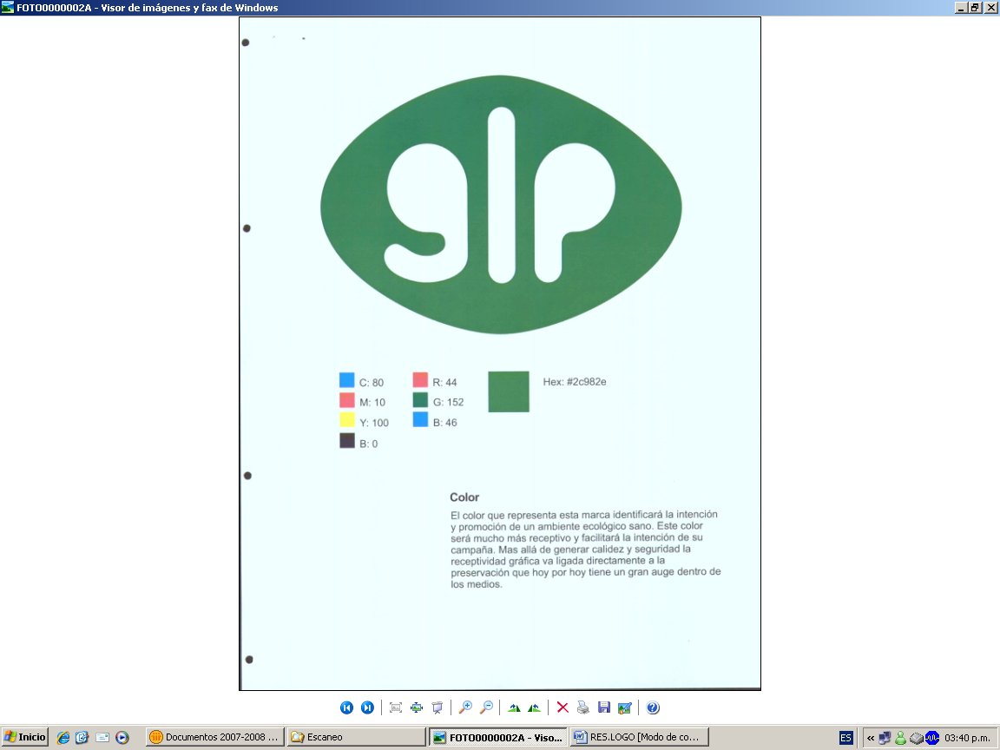 FOTO0000002A - Visor de imágenes y fax de Windows
glp
C: 80
M: 10
Y: 100
B: 0
R: 44
G: 152
B: 46
Hex: #2c982e
Color
El color que representa esta marca identificará la intención
y promoción de un ambiente ecológico sano. Este color
será mucho más receptivo y facilitará la intención de su
campaña. Mas allá de generar calidez y seguridad la
receptividad gráfica va ligada directamente a la
preservación que hoy por hoy tiene un gran auge dentro de
los medios.
Inicio
Documentos 2007-2008 ...
Escaneo
FOTO0000002A - Viso...
RES.LOGO [Modo de co...
ES
«
03:40 p.m.